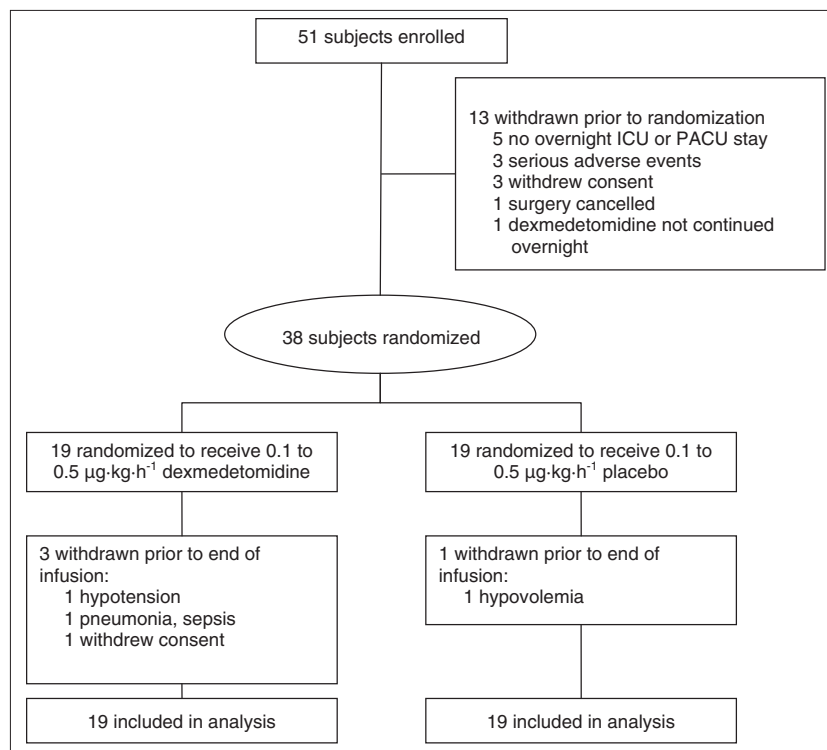 51 subjects enrolled
13 withdrawn prior to randomization
5 no overnight ICU or PACU stay
3 serious adverse events
3 withdrew consent
1 surgery cancelled
1 dexmedetomidine not continued
overnight
38 subjects randomized
19 randomized to receive 0.1 to
0.5 µg·kg·h⁻¹ dexmedetomidine
19 randomized to receive 0.1 to
0.5 µg·kg·h⁻¹ placebo
3 withdrawn prior to end of
infusion:
1 hypotension
1 pneumonia, sepsis
1 withdrew consent
1 withdrawn prior to end of
infusion:
1 hypovolemia
19 included in analysis
19 included in analysis